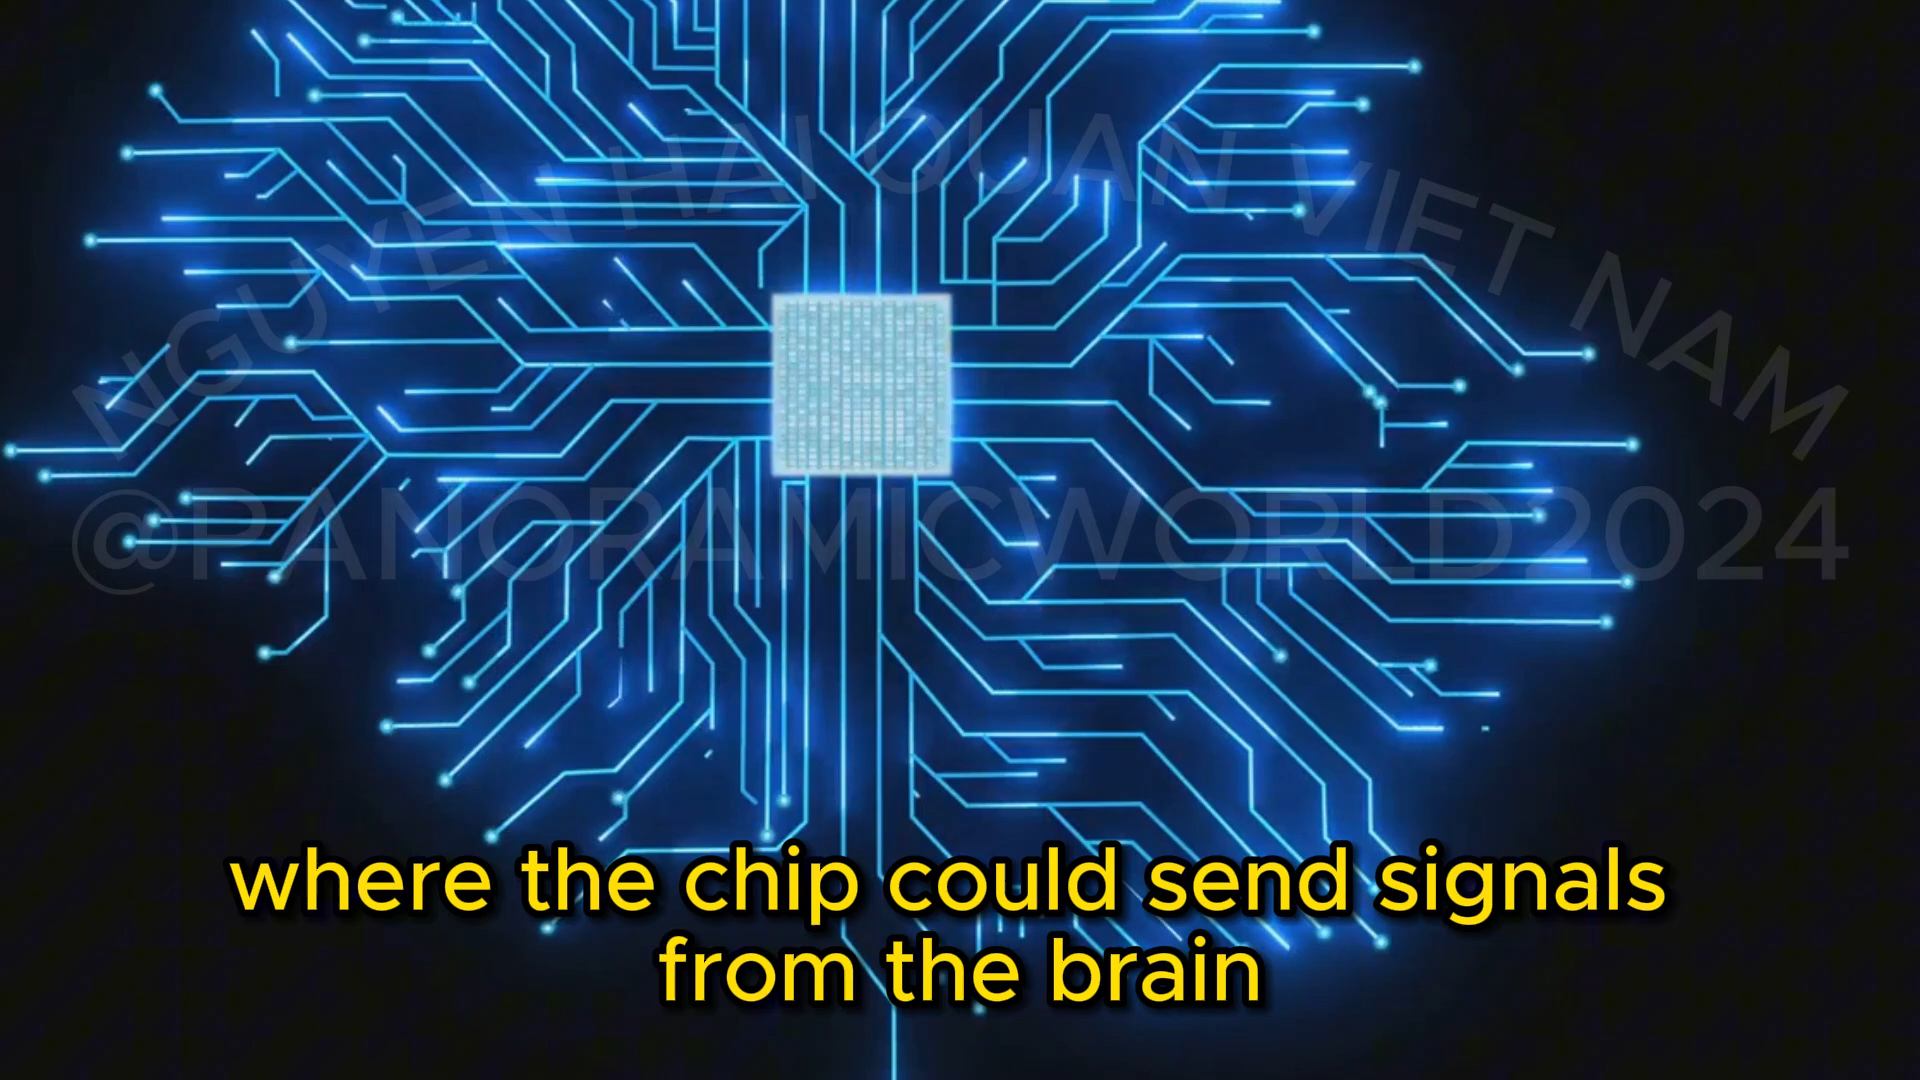 NGUYEN HAI QUAN VIET NAM
@PANORAMICWORLD2024
where the chip could send signals
from the brain